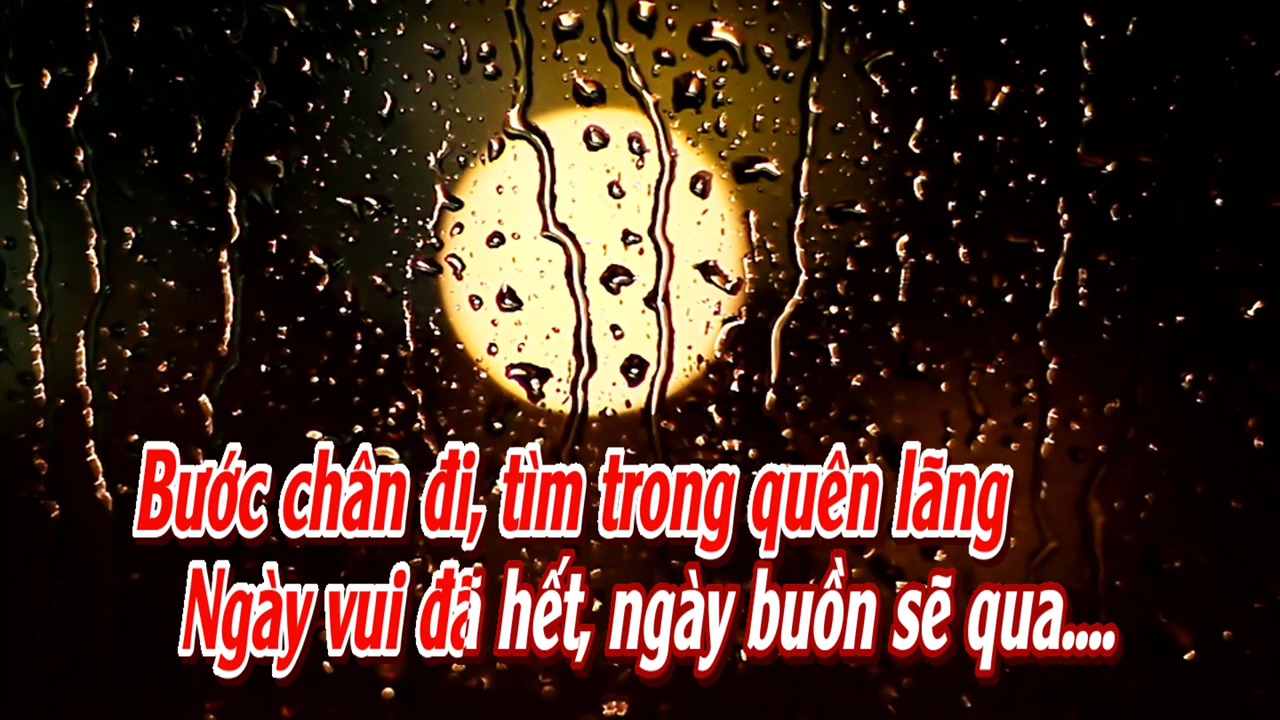 Bước chân đi, tìm trong quên lãng
Ngày vui đã hết, ngày buồn sẽ qua....